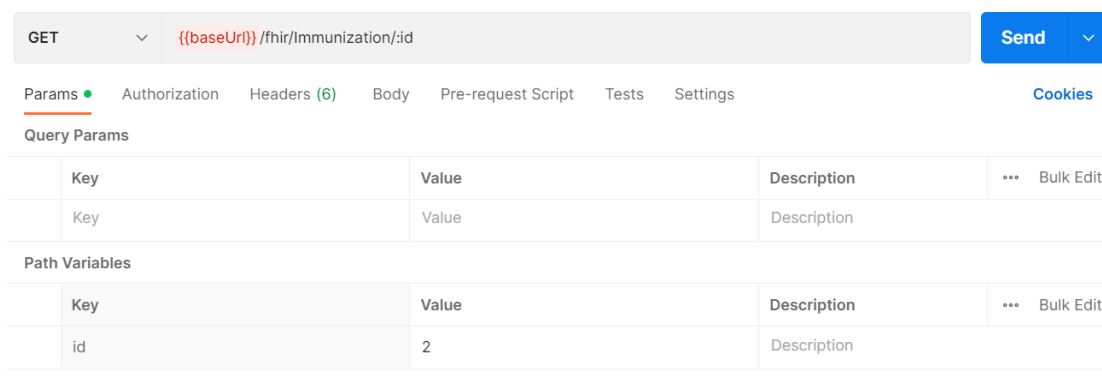 GET {{baseUrl}}/fhir/Immunization/:id Send
Params Authorization Headers (6) Body Pre-request Script Tests Settings Cookies
Query Params
Key Value Description ••• Bulk Edit
Key Value Description
Path Variables
Key Value Description ••• Bulk Edit
id 2 Description